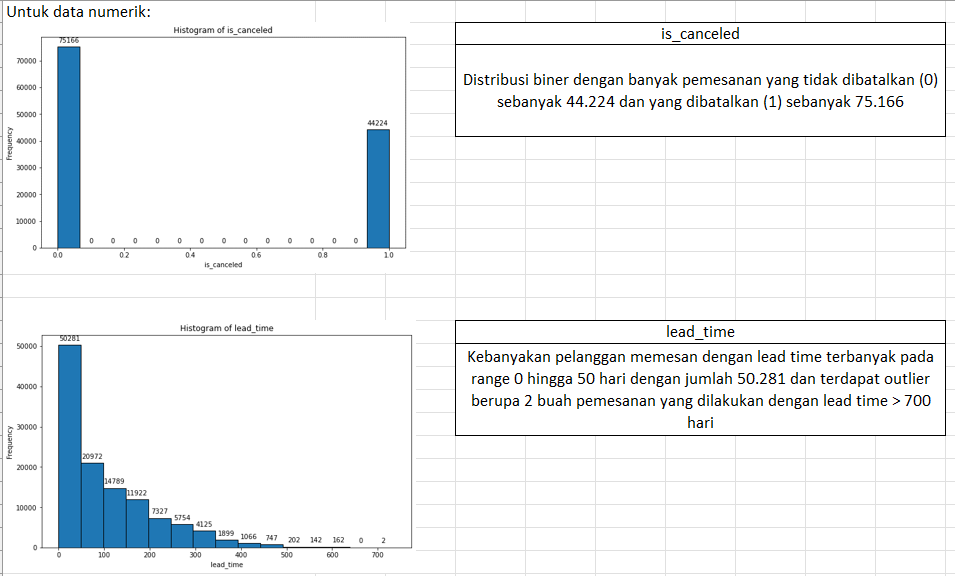 Untuk data numerik:
Histogram of is_canceled
75166
70000
60000
50000
40000
30000
20000
10000
0
Frequency
44224
0 0 0 0 0 0 0 0 0 0 0 0 0
0.0 0.2 0.4 0.6 0.8 1.0
is_canceled
is_canceled
Distribusi biner dengan banyak pemesanan yang tidak dibatalkan (0)
sebanyak 44.224 dan yang dibatalkan (1) sebanyak 75.166
Histogram of lead_time
50281
50000
40000
30000
20000
10000
0
Frequency
20972
14789
11922
7327
5754
4125
1899
1066
747
202
142
162
0
2
0 100 200 300 400 500 600 700
lead_time
lead_time
Kebanyakan pelanggan memesan dengan lead time terbanyak pada
range 0 hingga 50 hari dengan jumlah 50.281 dan terdapat outlier
berupa 2 buah pemesanan yang dilakukan dengan lead time > 700
hari